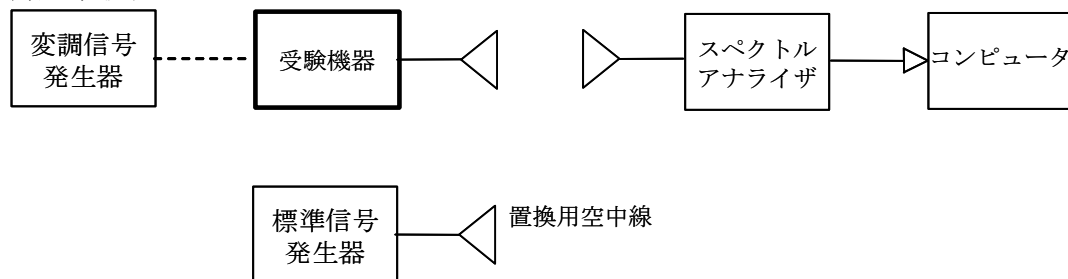 変調信号
発生器
受験機器
スペクトル
アナライザ
コンピュータ
標準信号
発生器
置換用空中線